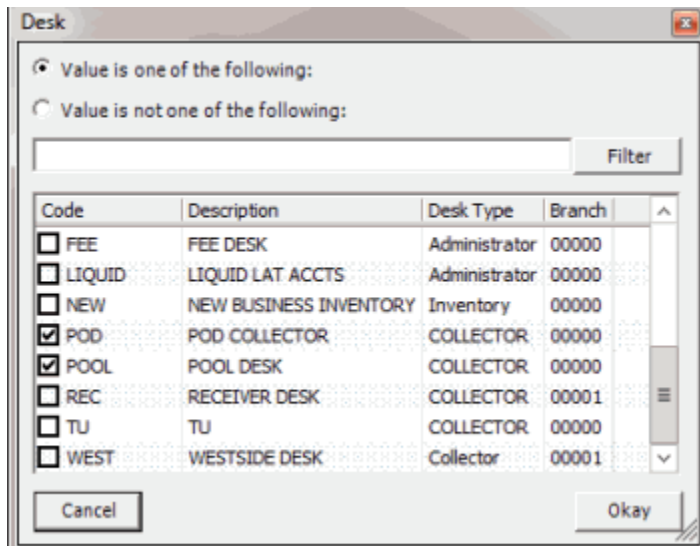 Desk
Value is one of the following:
Value is not one of the following:
Filter
Code Description Desk Type Branch
FEE FEE DESK Administrator 00000
LIQUID LIQUID LAT ACCTS Administrator 00000
NEW NEW BUSINESS INVENTORY Inventory 00000
POD POD COLLECTOR COLLECTOR 00000
POOL POOL DESK COLLECTOR 00000
REC RECEIVER DESK COLLECTOR 00001
TU TU COLLECTOR 00000
WEST WESTSIDE DESK Collector 00001
Cancel Okay